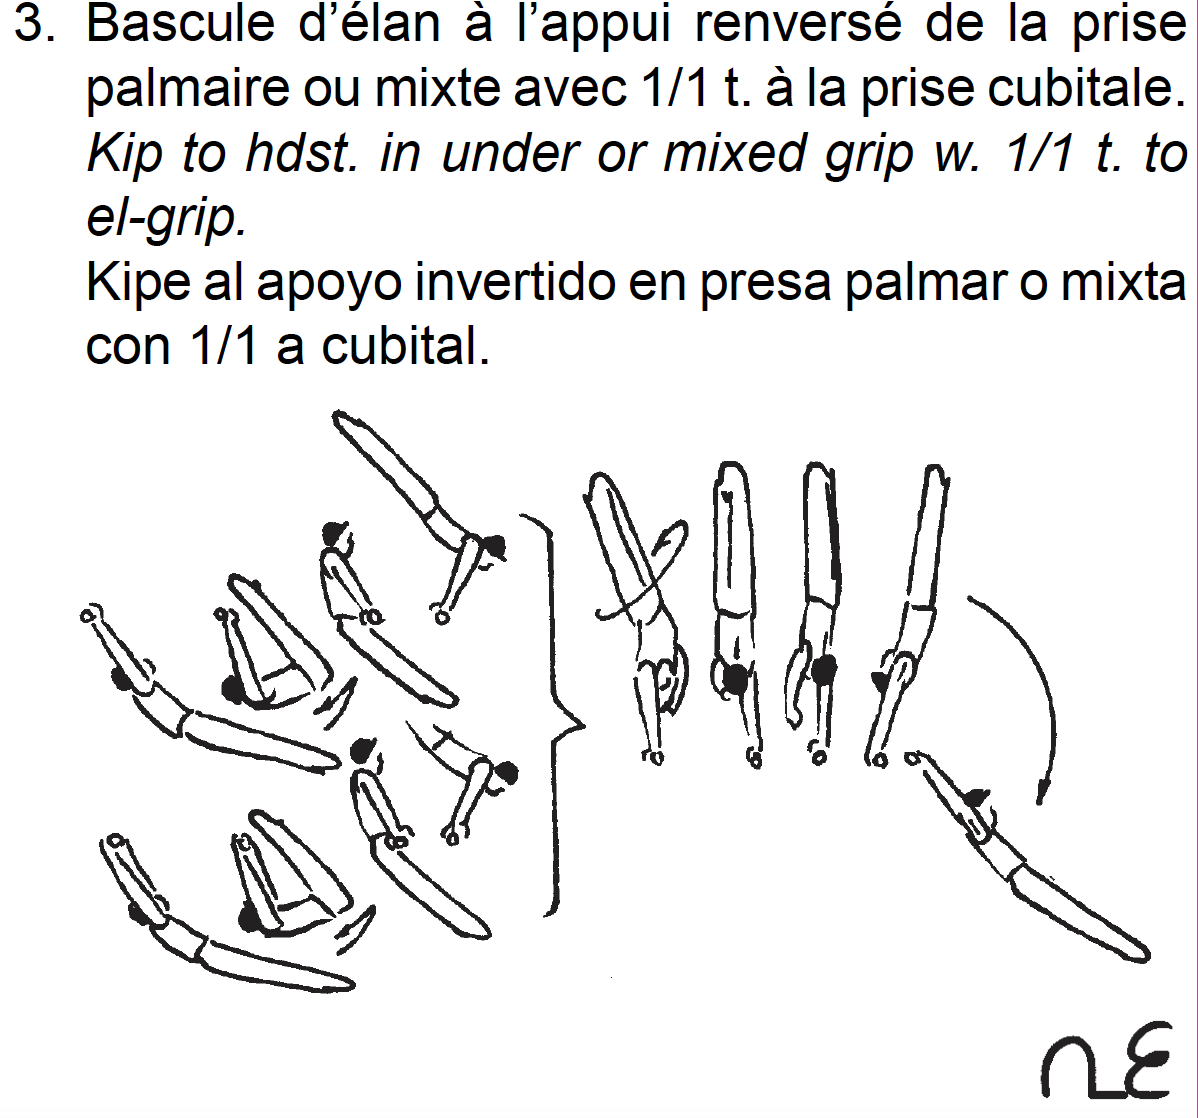 3. Bascule d’élan à l’appui renversé de la prise
palmaire ou mixte avec 1/1 t. à la prise cubitale.
Kip to hdst. in under or mixed grip w. 1/1 t. to
el-grip.
Kipe al apoyo invertido en presa palmar o mixta
con 1/1 a cubital.